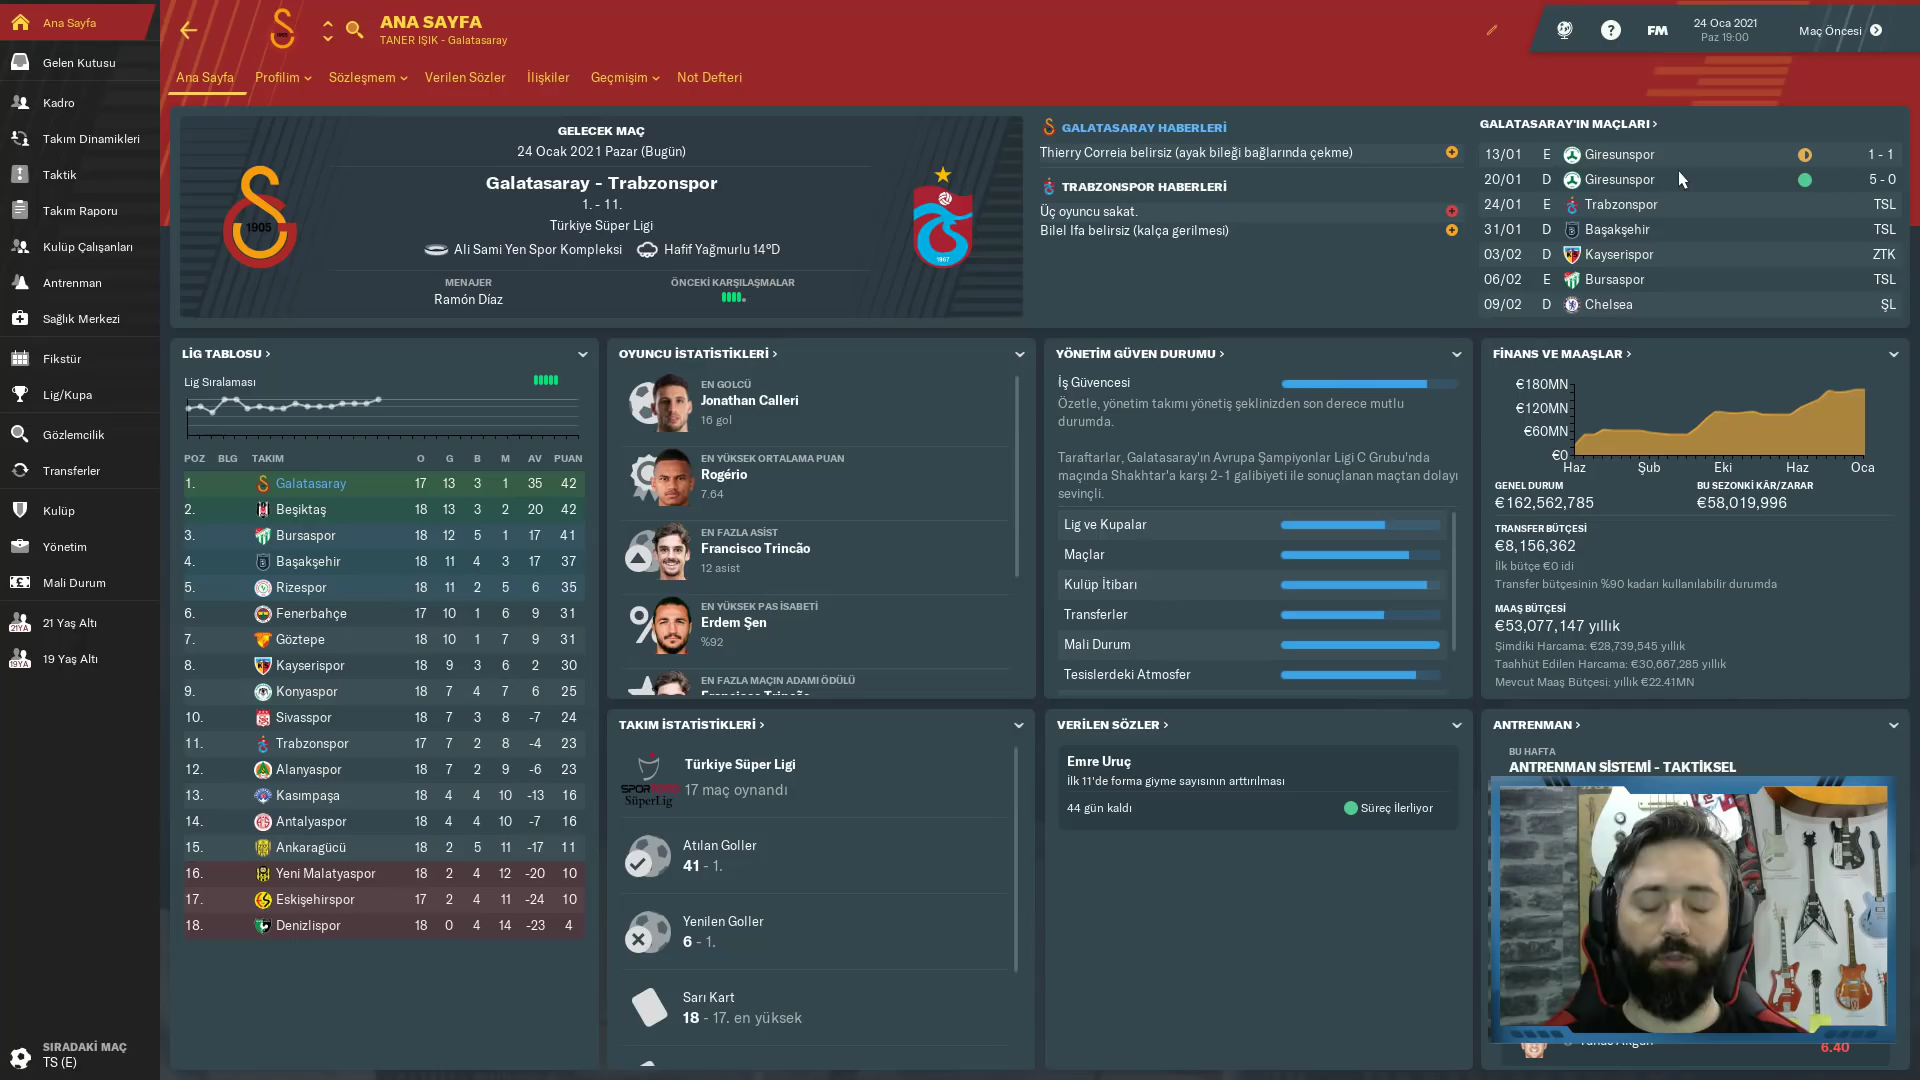 Ana Sayfa
Gelen Kutusu
Kadro
Takım Dinamikleri
Taktik
Takım Raporu
Kulüp Çalışanları
Antrenman
Sağlık Merkezi
Fikstür
Lig/Kupa
Gözlemcilik
Transferler
Kulüp
Yönetim
Mali Durum
21YA
21 Yaş Altı
19YA
19 Yaş Altı
SIRADAKİ MAÇ
TS (E)
ANA SAYFA
TANER IŞIK - Galatasaray
FM
24 Oca 2021
Paz 19:00
Maç Öncesi
Ana Sayfa Profilim Sözleşmem Verilen Sözler İlişkiler Geçmişim Not Defteri
GELECEK MAÇ
24 Ocak 2021 Pazar (Bugün)
Galatasaray - Trabzonspor
1. - 11.
Türkiye Süper Ligi
Ali Sami Yen Spor Kompleksi Hafif Yağmurlu 14°D
MENAJER
Ramón Díaz
ÖNCEKİ KARŞILAŞMALAR
1905
1967
GALATASARAY HABERLERİ
Thierry Correia belirsiz (ayak bileği bağlarında çekme)
TRABZONSPOR HABERLERİ
Üç oyuncu sakat.
Bilel Ifa belirsiz (kalça gerilmesi)
GALATASARAY'IN MAÇLARI
13/01 E Giresunspor 1 - 1
20/01 D Giresunspor 5 - 0
24/01 E Trabzonspor TSL
31/01 D Başakşehir TSL
03/02 D Kayserispor ZTK
06/02 E Bursaspor TSL
09/02 D Chelsea ŞL
LİG TABLOSU
Lig Sıralaması
POZ BLG TAKIM O G B M AV PUAN
1. Galatasaray 17 13 3 1 35 42
2. Beşiktaş 18 13 3 2 20 42
3. Bursaspor 18 12 5 1 17 41
4. Başakşehir 18 11 4 3 17 37
5. Rizespor 18 11 2 5 6 35
6. Fenerbahçe 17 10 1 6 9 31
7. Göztepe 18 10 1 7 9 31
8. Kayserispor 18 9 3 6 2 30
9. Konyaspor 18 7 4 7 6 25
10. Sivasspor 18 7 3 8 -7 24
11. Trabzonspor 17 7 2 8 -4 23
12. Alanyaspor 18 7 2 9 -6 23
13. Kasımpaşa 18 4 4 10 -13 16
14. Antalyaspor 18 4 4 10 -7 16
15. Ankaragücü 18 2 5 11 -17 11
16. Yeni Malatyaspor 18 2 4 12 -20 10
17. Eskişehirspor 17 2 4 11 -24 10
18. Denizlispor 18 0 4 14 -23 4
OYUNCU İSTATİSTİKLERİ
EN GOLCÜ
Jonathan Calleri
16 gol
EN YÜKSEK ORTALAMA PUAN
Rogério
7.64
EN FAZLA ASİST
Francisco Trincão
12 asist
EN YÜKSEK PAS İSABETİ
Erdem Şen
%92
EN FAZLA MAÇIN ADAMI ÖDÜLÜ
Francisco Trincão
TAKIM İSTATİSTİKLERİ
Türkiye Süper Ligi
17 maç oynandı
SPOR TOTO
SüperLig
Atılan Goller
41 - 1.
Yenilen Goller
6 - 1.
Sarı Kart
18 - 17. en yüksek
YÖNETİM GÜVEN DURUMU
İş Güvencesi
Özetle, yönetim takımı yönetiş şeklinizden son derece mutlu
durumda.
Taraftarlar, Galatasaray'ın Avrupa Şampiyonlar Ligi C Grubu'nda
maçında Shakhtar'a karşı 2-1 galibiyeti ile sonuçlanan maçtan dolayı
sevinçli.
Lig ve Kupalar
Maçlar
Kulüp İtibarı
Transferler
Mali Durum
Tesislerdeki Atmosfer
VERİLEN SÖZLER
Emre Uruç
İlk 11'de forma giyme sayısının arttırılması
44 gün kaldı Süreç İlerliyor
FİNANS VE MAAŞLAR
€180MN
€120MN
€60MN
€0
Haz Şub Eki Haz Oca
GENEL DURUM
€162,562,785
BU SEZONKİ KÂR/ZARAR
€58,019,996
TRANSFER BÜTÇESİ
€8,156,362
İlk bütçe €0 idi
Transfer bütçesinin %90 kadarı kullanılabilir durumda
MAAŞ BÜTÇESİ
€53,077,147 yıllık
Şimdiki Harcama: €28,739,545 yıllık
Taahhüt Edilen Harcama: €30,667,285 yıllık
Mevcut Maaş Bütçesi: yıllık €22.41MN
ANTRENMAN
BU HAFTA
ANTRENMAN SİSTEMİ - TAKTİKSEL
6.40